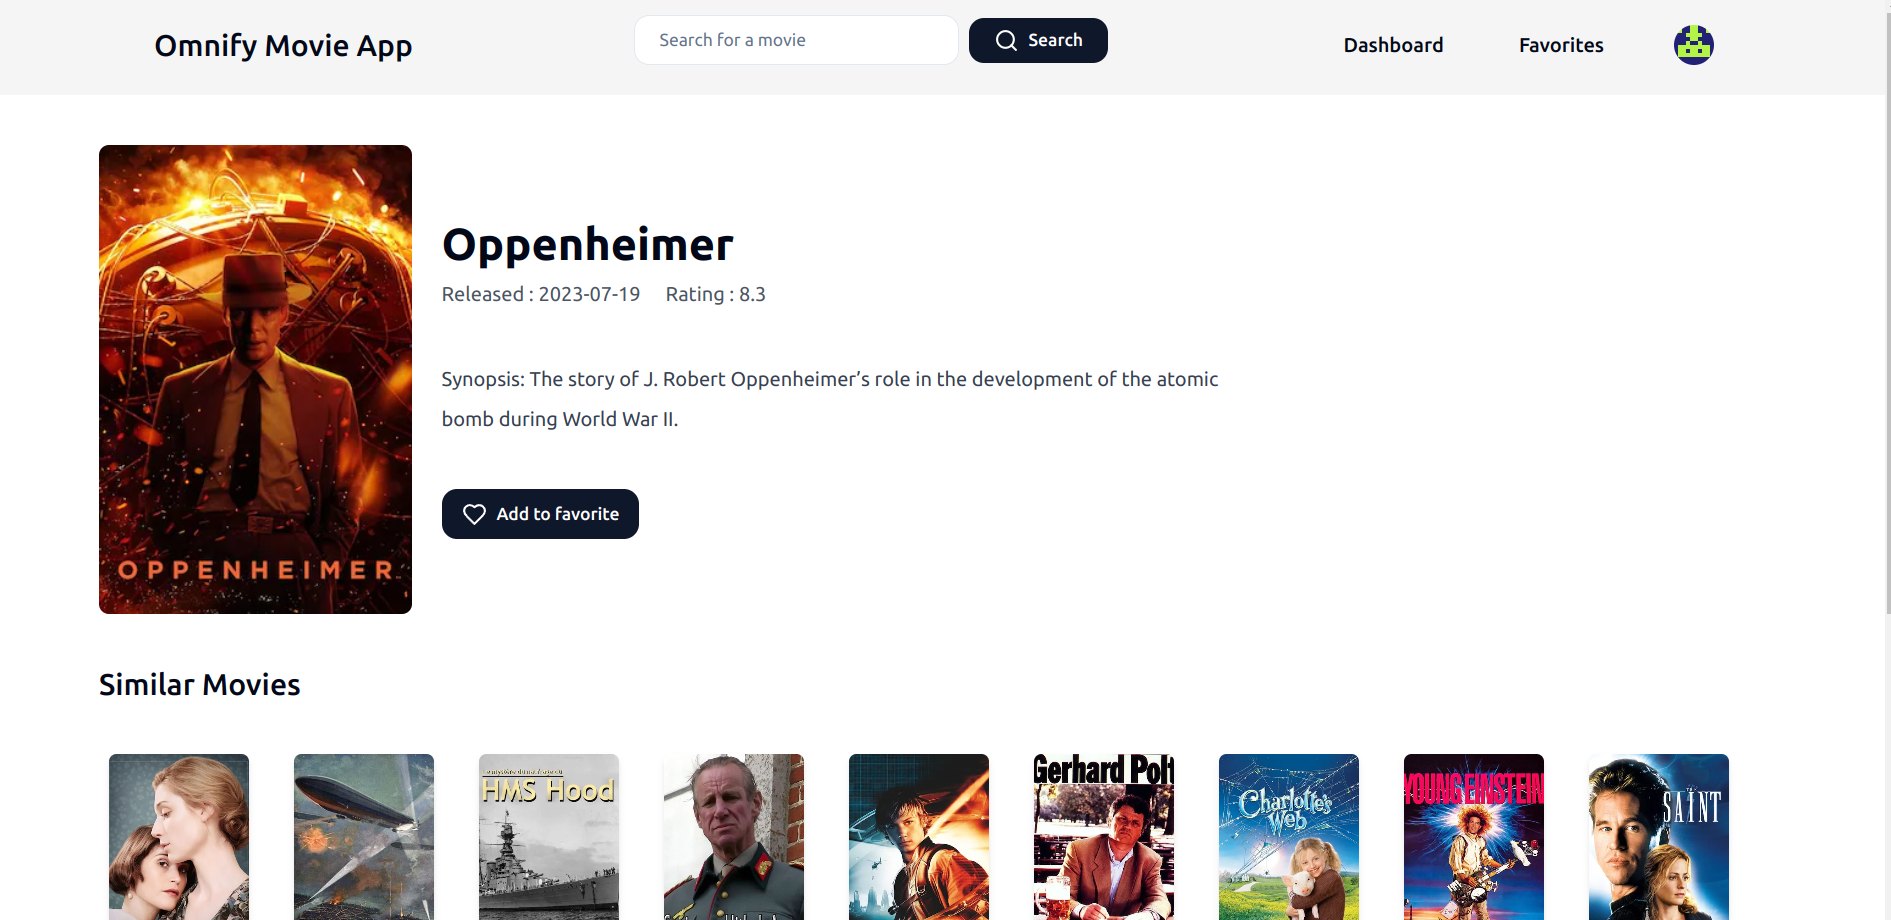 Omnify Movie App
Search for a movie
Search
Dashboard
Favorites
OPPENHEIMER
Oppenheimer
Released : 2023-07-19 Rating : 8.3
Synopsis: The story of J. Robert Oppenheimer’s role in the development of the atomic
bomb during World War II.
Add to favorite
Similar Movies
HMS Hood
Gerhard Polt
Charlotte's
Web
YOUNG EINSTEIN
THE
SAINT